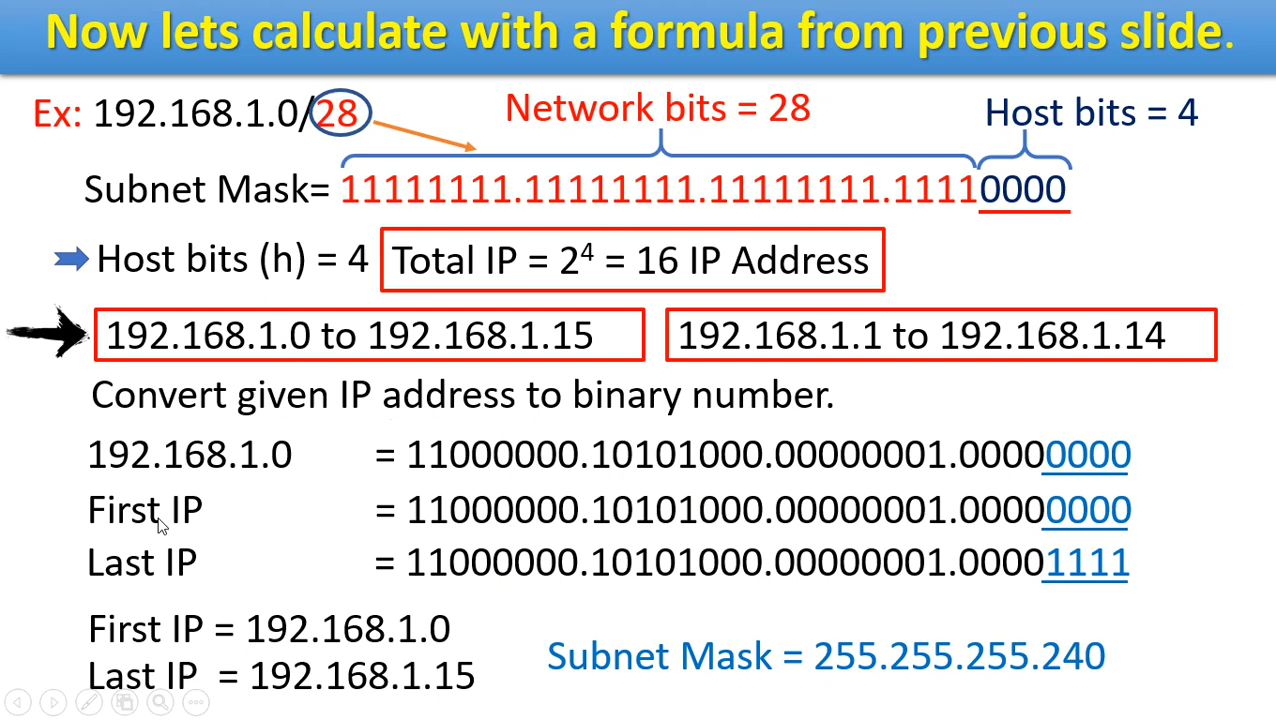 Now lets calculate with a formula from previous slide.
Ex: 192.168.1.0/28
Network bits = 28
Host bits = 4
Subnet Mask= 11111111.11111111.11111111.11110000
Host bits (h) = 4
Total IP = 2⁴ = 16 IP Address
192.168.1.0 to 192.168.1.15
192.168.1.1 to 192.168.1.14
Convert given IP address to binary number.
192.168.1.0 = 11000000.10101000.00000001.00000000
First IP = 11000000.10101000.00000001.00000000
Last IP = 11000000.10101000.00000001.00001111
First IP = 192.168.1.0
Last IP = 192.168.1.15
Subnet Mask = 255.255.255.240